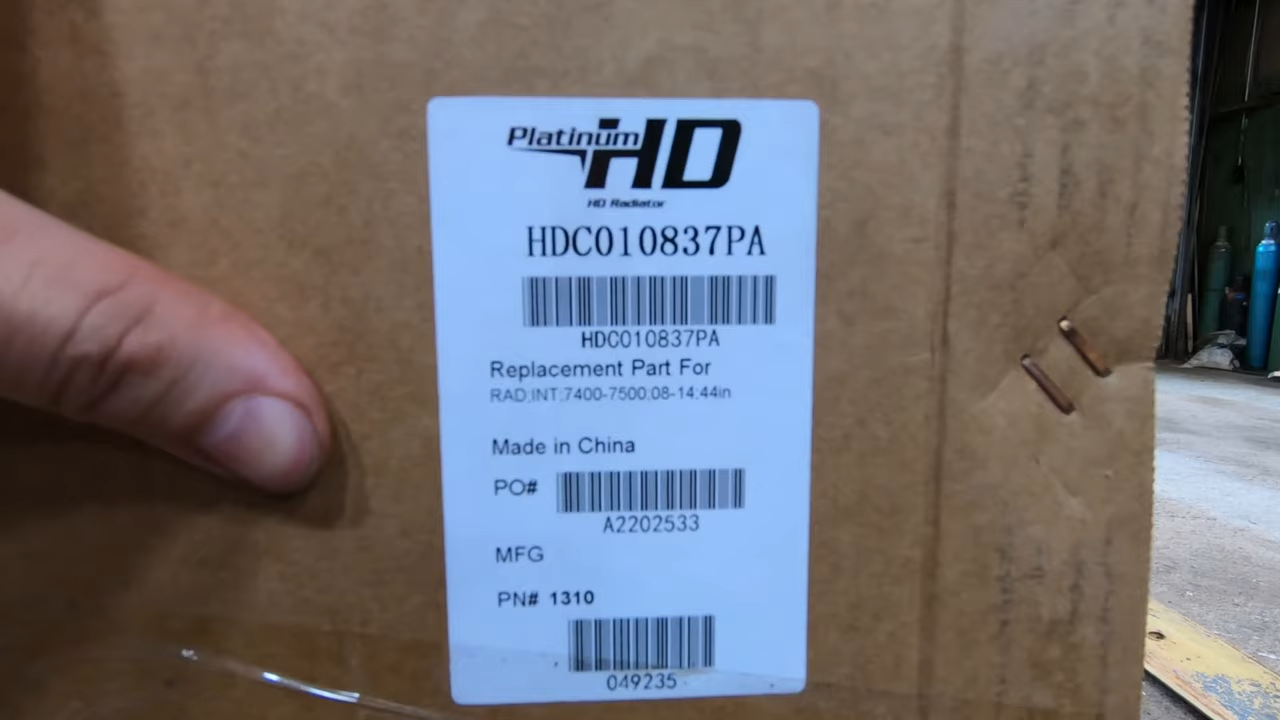 Platinum HD
HD Radiator
HDC010837PA
HDC010837PA
Replacement Part For
RAD;INT;7400-7500;08-14;44in
Made in China
PO#
A2202533
MFG
PN# 1310
049235